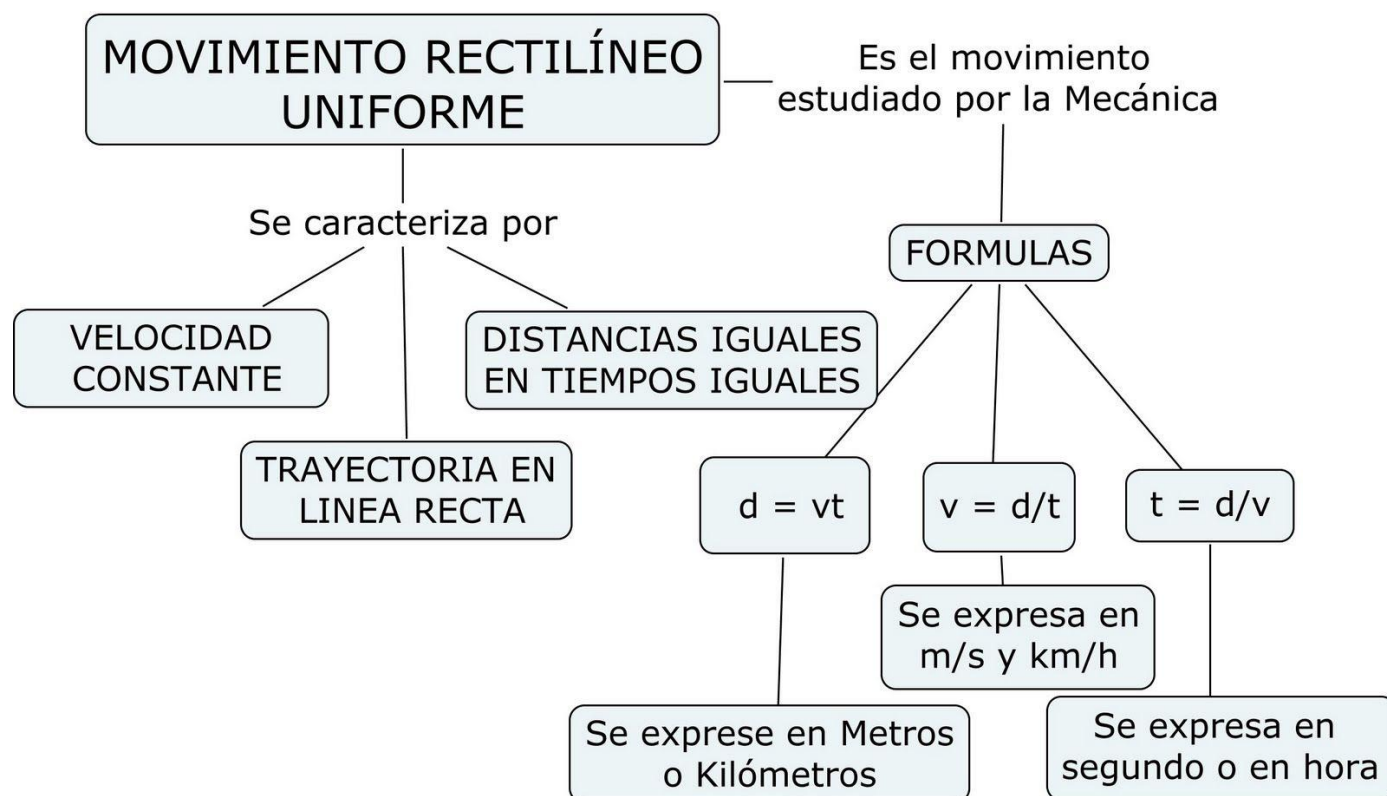 MOVIMIENTO RECTILÍNEO
UNIFORME
Es el movimiento
estudiado por la Mecánica
Se caracteriza por
FORMULAS
VELOCIDAD
CONSTANTE
DISTANCIAS IGUALES
EN TIEMPOS IGUALES
TRAYECTORIA EN
LINEA RECTA
d = vt
v = d/t
t = d/v
Se expresa en
m/s y km/h
Se exprese en Metros
o Kilómetros
Se expresa en
segundo o en hora